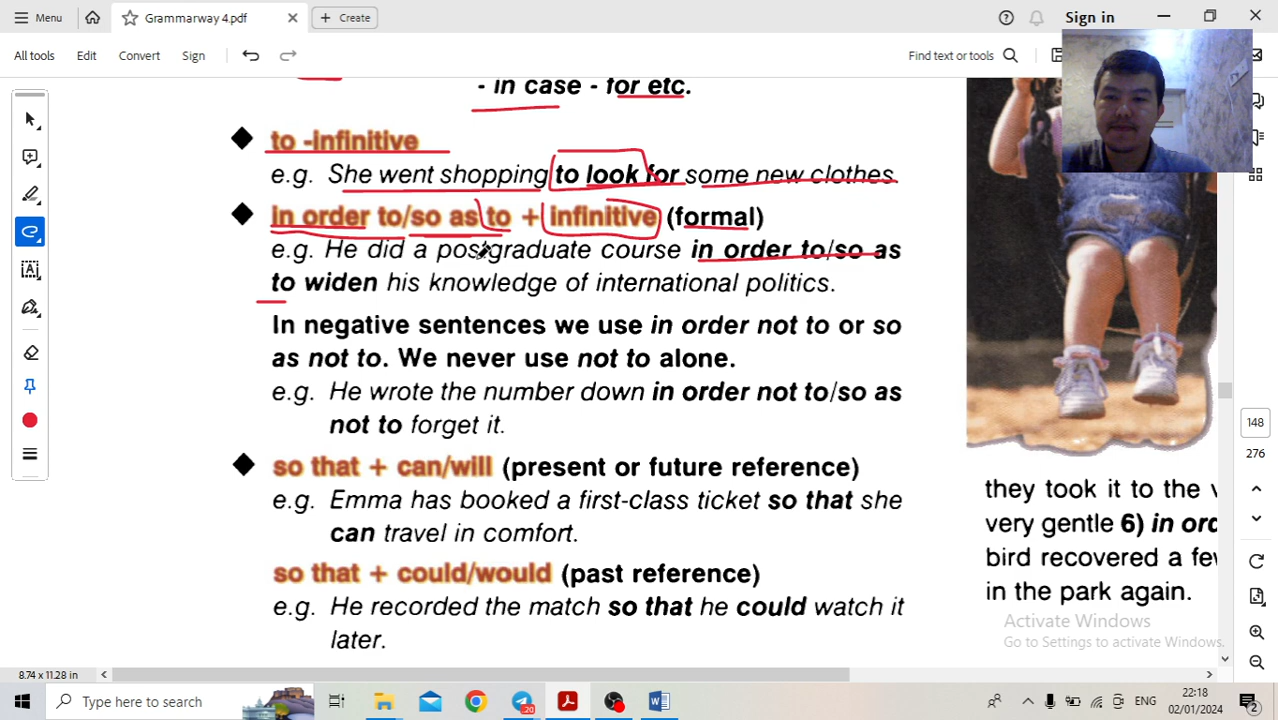 Menu
Grammarway 4.pdf
Create
Sign in
All tools
Edit
Convert
Sign
Find text or tools
- in case - for etc.
to -infinitive
e.g. She went shopping to look for some new clothes.
in order to/so as to + infinitive (formal)
e.g. He did a postgraduate course in order to/so as
to widen his knowledge of international politics.
In negative sentences we use in order not to or so
as not to. We never use not to alone.
e.g. He wrote the number down in order not to/so as
not to forget it.
so that + can/will (present or future reference)
e.g. Emma has booked a first-class ticket so that she
can travel in comfort.
so that + could/would (past reference)
e.g. He recorded the match so that he could watch it
later.
they took it to the
very gentle 6) in
bird recovered a
in the park again.
148
276
Activate Windows
Go to Settings to activate Windows.
8.74 x 11.28 in
Type here to search
.20
ENG
22:18
02/01/2024
2